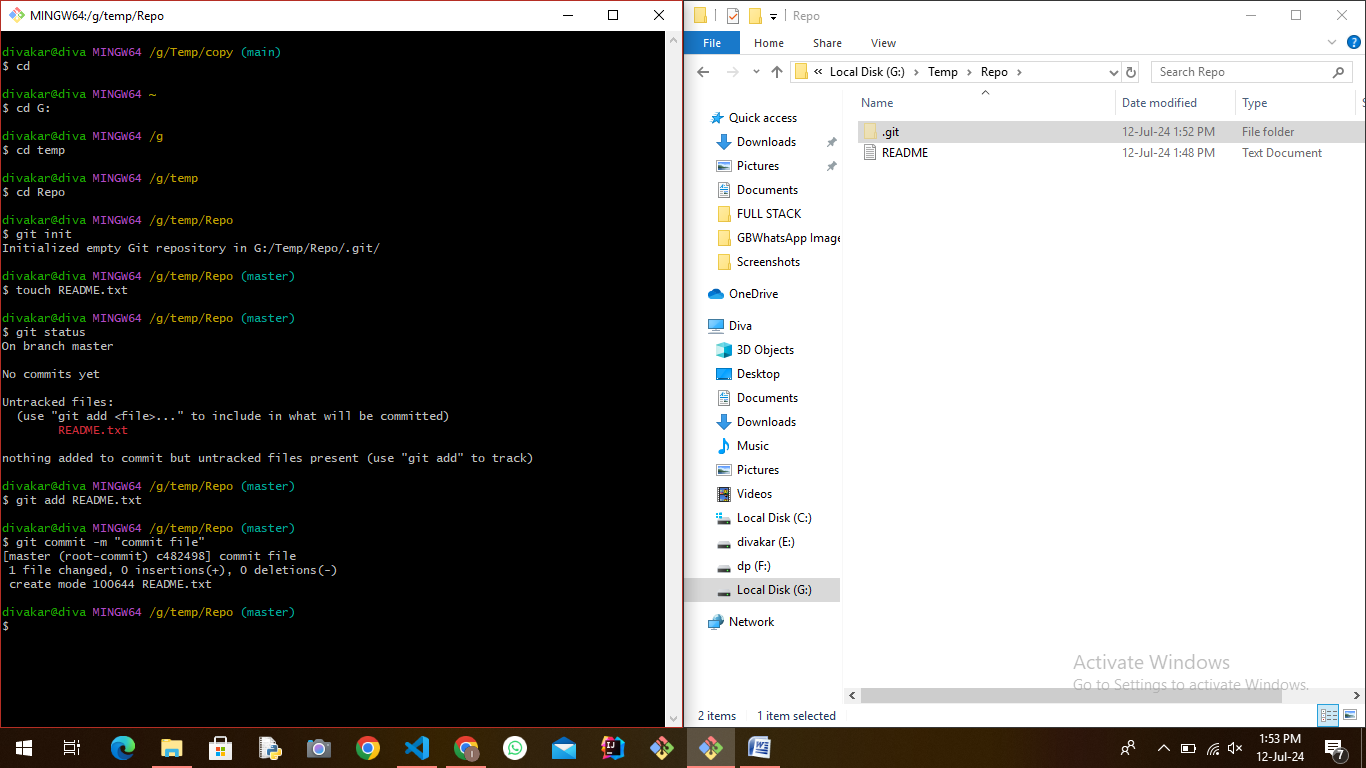 MINGW64:/g/temp/Repo
divakar@diva MINGW64 /g/Temp/copy (main)
$ cd
divakar@diva MINGW64 ~
$ cd G:
divakar@diva MINGW64 /g
$ cd temp
divakar@diva MINGW64 /g/temp
$ cd Repo
divakar@diva MINGW64 /g/temp/Repo
$ git init
Initialized empty Git repository in G:/Temp/Repo/.git/
divakar@diva MINGW64 /g/temp/Repo (master)
$ touch README.txt
divakar@diva MINGW64 /g/temp/Repo (master)
$ git status
On branch master
No commits yet
Untracked files:
(use "git add <file>..." to include in what will be committed)
README.txt
nothing added to commit but untracked files present (use "git add" to track)
divakar@diva MINGW64 /g/temp/Repo (master)
$ git add README.txt
divakar@diva MINGW64 /g/temp/Repo (master)
$ git commit -m "commit file"
[master (root-commit) c482498] commit file
1 file changed, 0 insertions(+), 0 deletions(-)
create mode 100644 README.txt
divakar@diva MINGW64 /g/temp/Repo (master)
$
Repo
File Home Share View
« Local Disk (G:) > Temp > Repo >
Search Repo
Name Date modified Type
.git 12-Jul-24 1:52 PM File folder
README 12-Jul-24 1:48 PM Text Document
Quick access
Downloads
Pictures
Documents
FULL STACK
GBWhatsApp Image
Screenshots
OneDrive
Diva
3D Objects
Desktop
Documents
Downloads
Music
Pictures
Videos
Local Disk (C:)
divakar (E:)
dp (F:)
Local Disk (G:)
Network
Activate Windows
Go to Settings to activate Windows.
2 items 1 item selected
1:53 PM
12-Jul-24
7